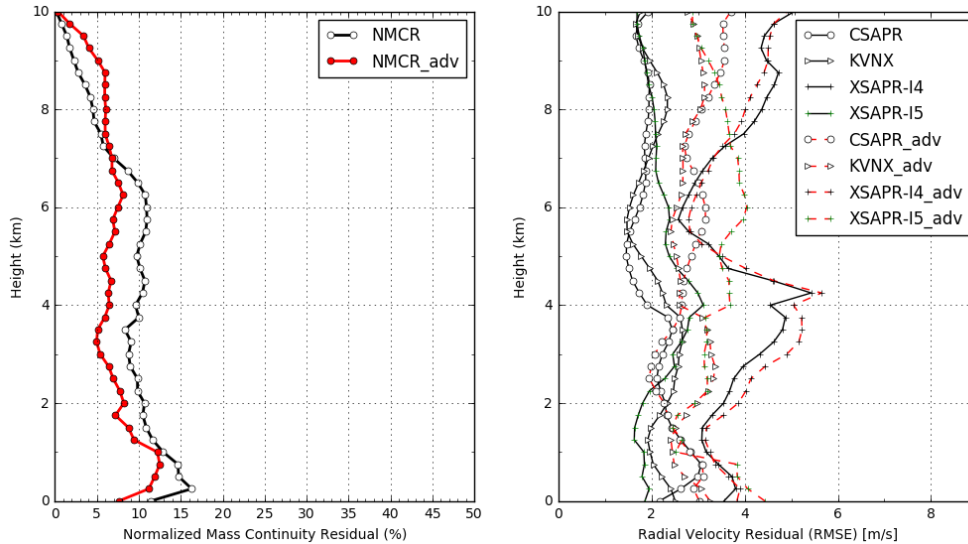 10
8
6
4
2
0
Height (km)
0
5
10
15
20
25
30
35
40
45
50
Normalized Mass Continuity Residual (%)
NMCR
NMCR_adv
10
8
6
4
2
0
Height (km)
0
2
4
6
8
Radial Velocity Residual (RMSE) [m/s]
CSAPR
KVNX
XSAPR-I4
XSAPR-I5
CSAPR_adv
KVNX_adv
XSAPR-I4_adv
XSAPR-I5_adv